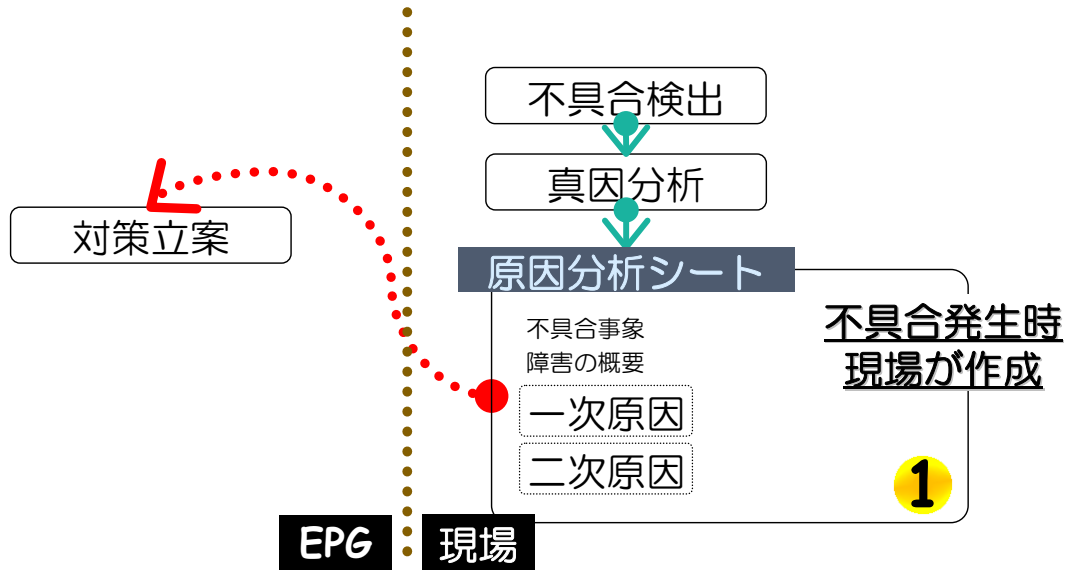 不具合検出
真因分析
対策立案
原因分析シート
不具合事象
障害の概要
一次原因
二次原因
不具合発生時
現場が作成
1
EPG
現場